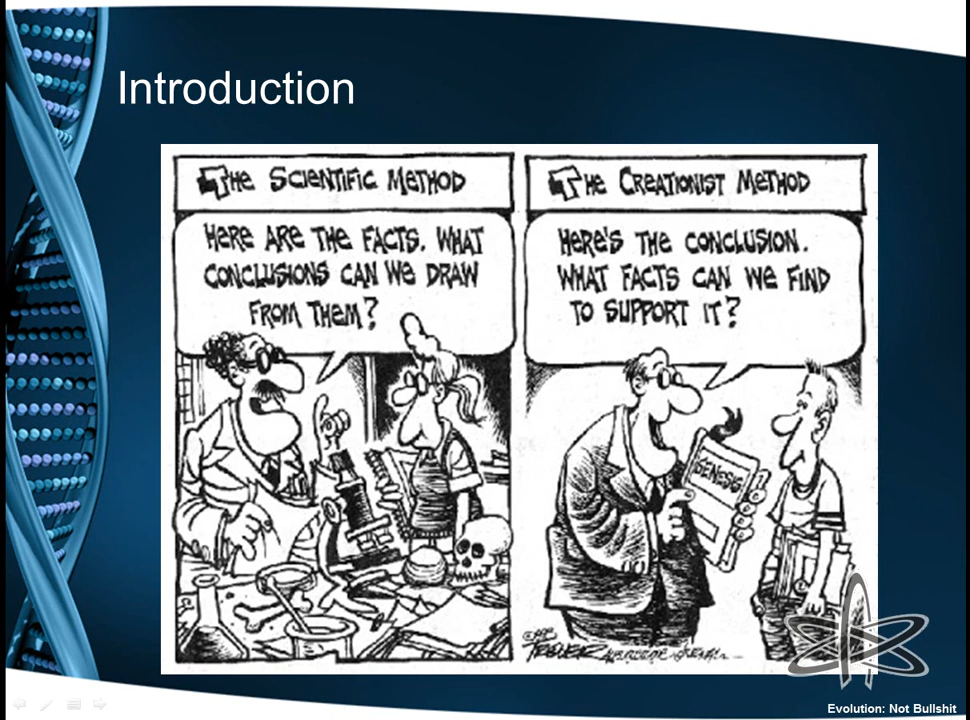 Introduction
THE SCIENTIFIC METHOD
HERE ARE THE FACTS. WHAT
CONCLUSIONS CAN WE DRAW
FROM THEM?
THE CREATIONIST METHOD
HERE'S THE CONCLUSION.
WHAT FACTS CAN WE FIND
TO SUPPORT IT?
GENESIS
Evolution: Not Bullshit